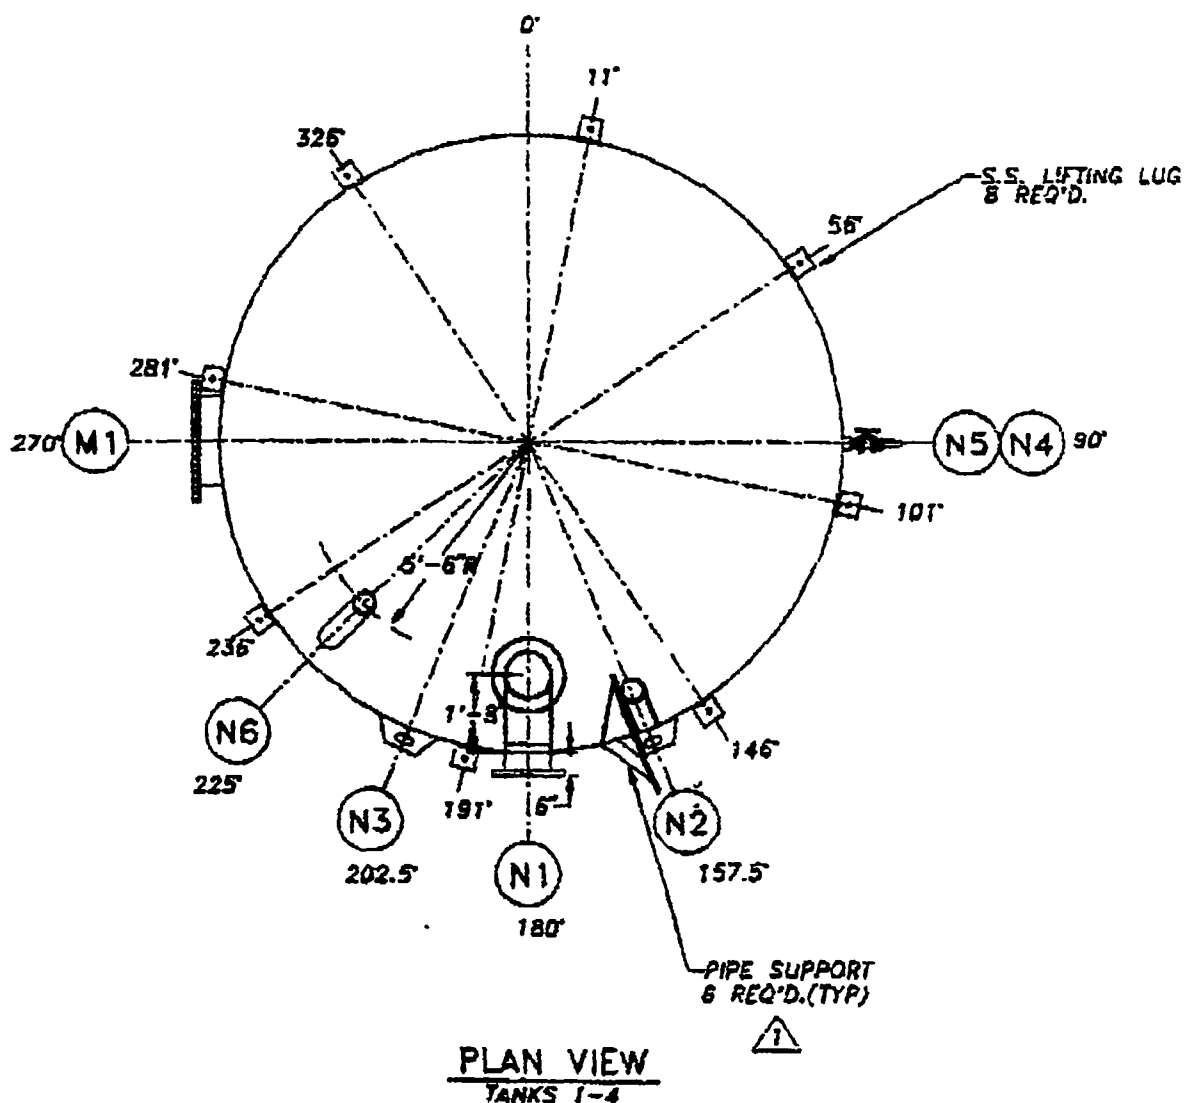 0°
11°
326°
S.S. LIFTING LUG
8 REQ'D.
56°
281°
270° M1
N5 N4 90°
101°
5'-6"R
236°
1'-8
N6
146°
225°
191°
6"
N3
N2
202.5°
N1
157.5°
180°
PIPE SUPPORT
REQ'D.(TYP)
1
PLAN VIEW
TANKS 1-4